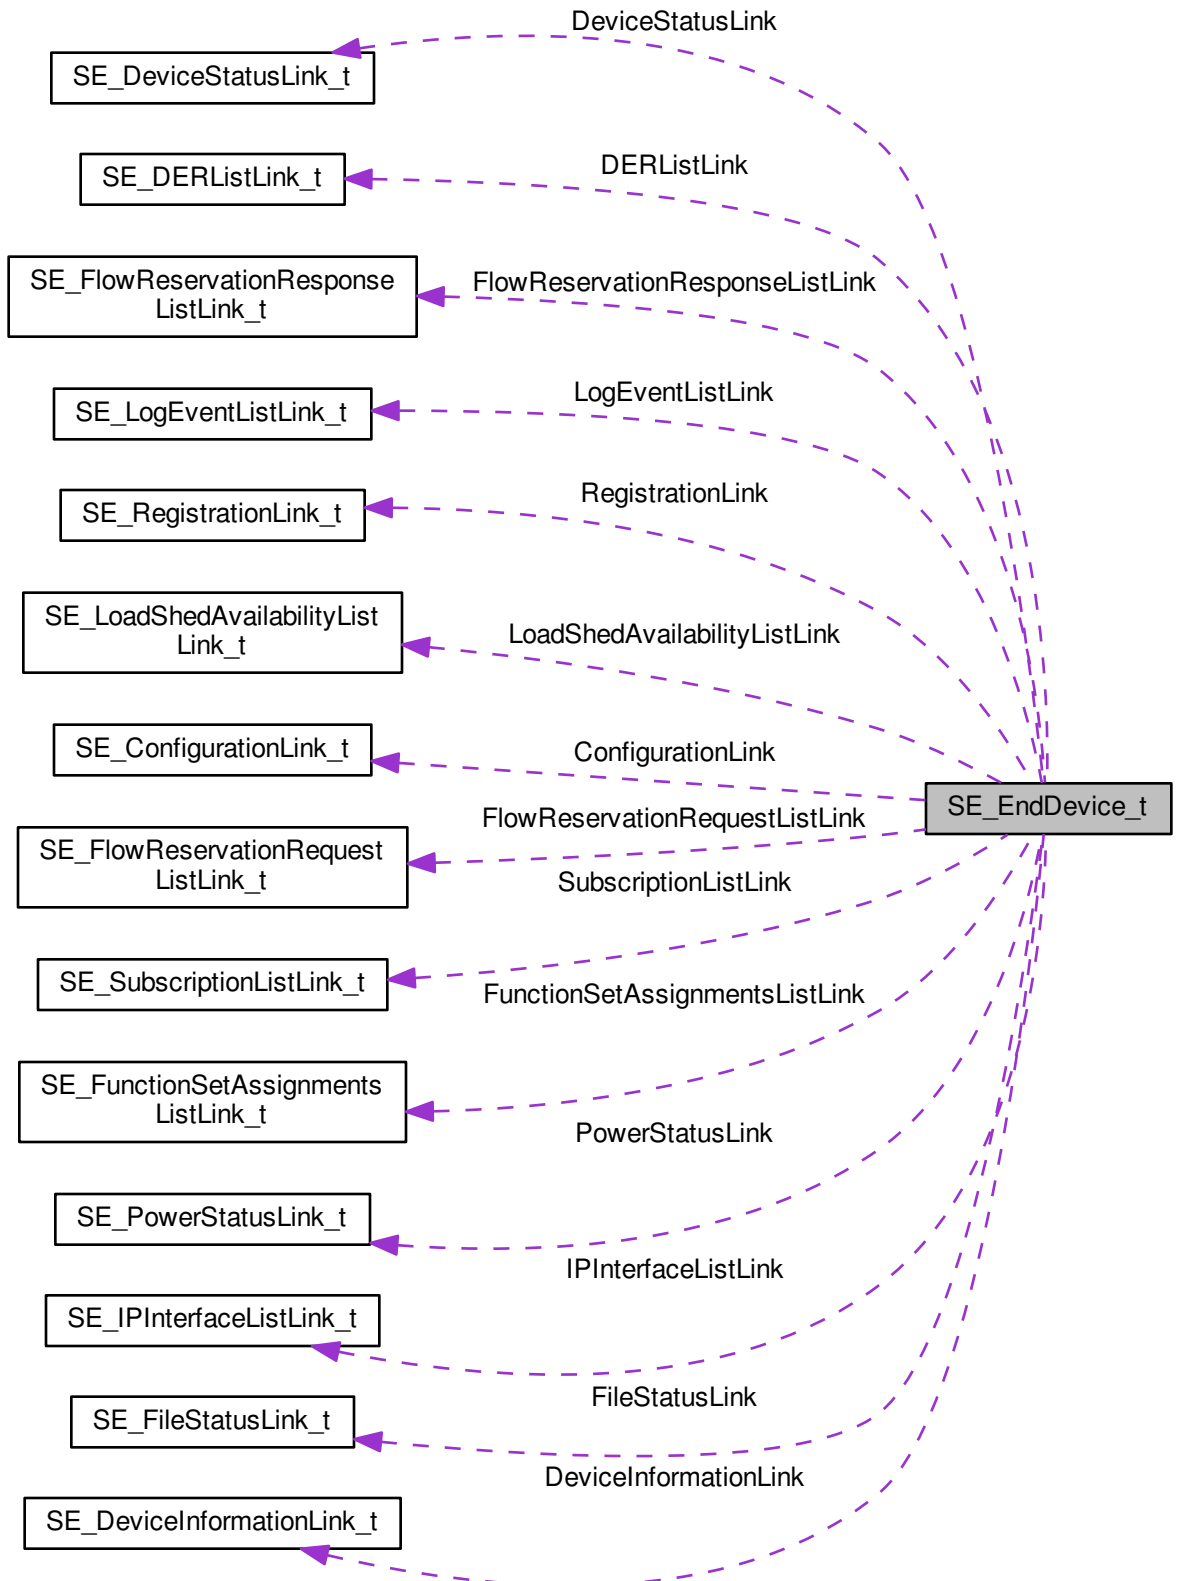 DeviceStatusLink
SE_DeviceStatusLink_t
DERListLink
SE_DERListLink_t
SE_FlowReservationResponse
ListLink_t
FlowReservationResponseListLink
LogEventListLink
SE_LogEventListLink_t
RegistrationLink
SE_RegistrationLink_t
SE_LoadShedAvailabilityList
Link_t
LoadShedAvailabilityListLink
SE_ConfigurationLink_t
ConfigurationLink
SE_EndDevice_t
FlowReservationRequestListLink
SE_FlowReservationRequest
ListLink_t
SubscriptionListLink
SE_SubscriptionListLink_t
FunctionSetAssignmentsListLink
SE_FunctionSetAssignments
ListLink_t
PowerStatusLink
SE_PowerStatusLink_t
IPInterfaceListLink
SE_IPInterfaceListLink_t
FileStatusLink
SE_FileStatusLink_t
DeviceInformationLink
SE_DeviceInformationLink_t